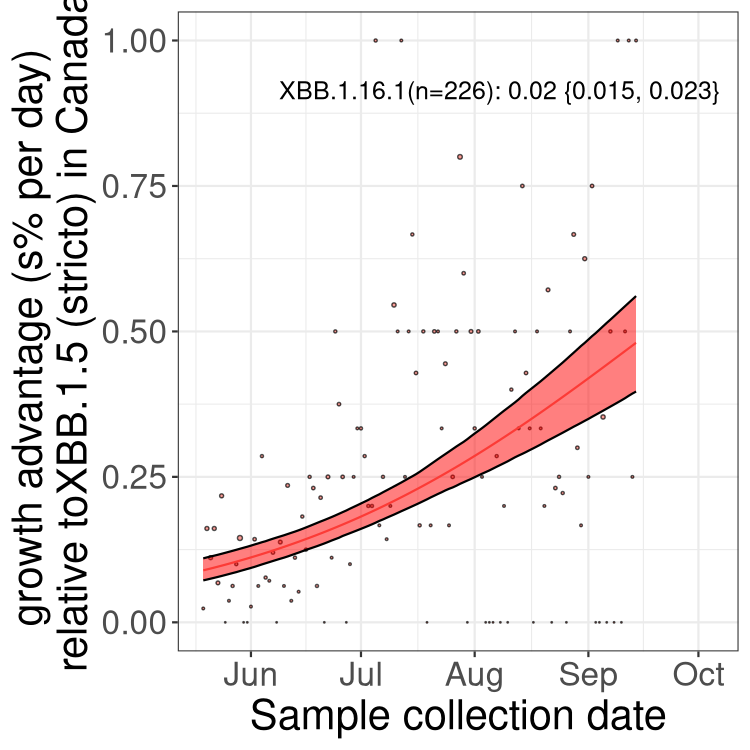 growth advantage (s% per day)
relative toXBB.1.5 (stricto) in Canada
1.00
0.75
0.50
0.25
0.00
XBB.1.16.1(n=226): 0.02 {0.015, 0.023}
Jun Jul Aug Sep Oct
Sample collection date